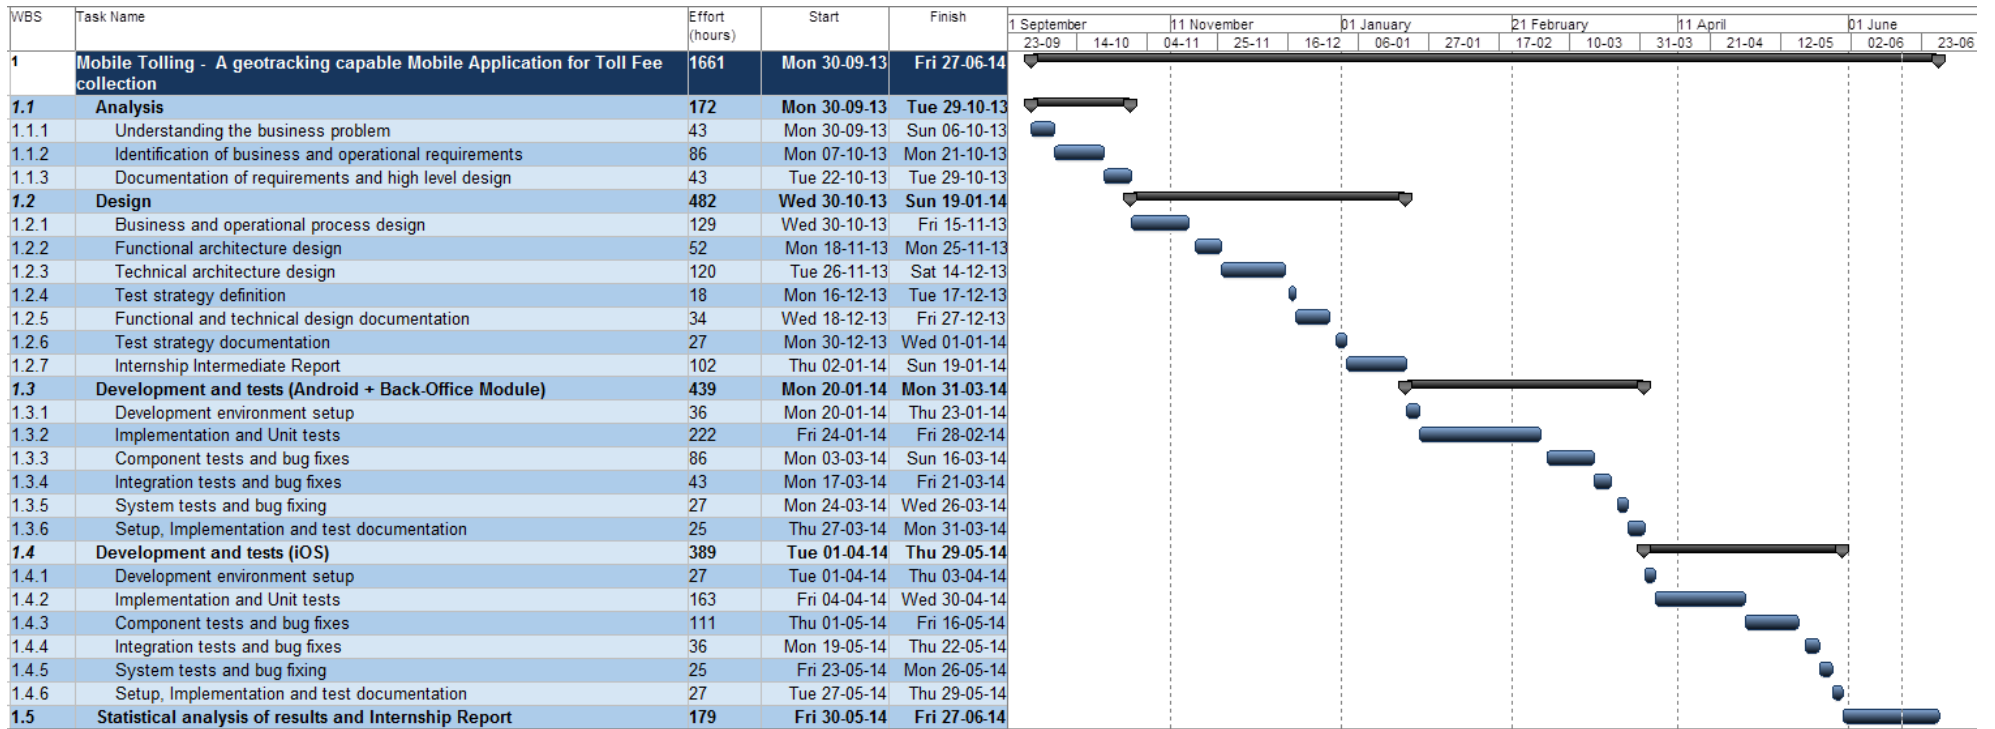 WBS Task Name Effort (hours) Start Finish
1 September 11 November 01 January 21 February 11 April 01 June
23-09 14-10 04-11 25-11 16-12 06-01 27-01 17-02 10-03 31-03 21-04 12-05 02-06 23-06
1 Mobile Tolling - A geotracking capable Mobile Application for Toll Fee collection 1661 Mon 30-09-13 Fri 27-06-14
1.1 Analysis 172 Mon 30-09-13 Tue 29-10-13
1.1.1 Understanding the business problem 43 Mon 30-09-13 Sun 06-10-13
1.1.2 Identification of business and operational requirements 86 Mon 07-10-13 Mon 21-10-13
1.1.3 Documentation of requirements and high level design 43 Tue 22-10-13 Tue 29-10-13
1.2 Design 482 Wed 30-10-13 Sun 19-01-14
1.2.1 Business and operational process design 129 Wed 30-10-13 Fri 15-11-13
1.2.2 Functional architecture design 52 Mon 18-11-13 Mon 25-11-13
1.2.3 Technical architecture design 120 Tue 26-11-13 Sat 14-12-13
1.2.4 Test strategy definition 18 Mon 16-12-13 Tue 17-12-13
1.2.5 Functional and technical design documentation 34 Wed 18-12-13 Fri 27-12-13
1.2.6 Test strategy documentation 27 Mon 30-12-13 Wed 01-01-14
1.2.7 Internship Intermediate Report 102 Thu 02-01-14 Sun 19-01-14
1.3 Development and tests (Android + Back-Office Module) 439 Mon 20-01-14 Mon 31-03-14
1.3.1 Development environment setup 36 Mon 20-01-14 Thu 23-01-14
1.3.2 Implementation and Unit tests 222 Fri 24-01-14 Fri 28-02-14
1.3.3 Component tests and bug fixes 86 Mon 03-03-14 Sun 16-03-14
1.3.4 Integration tests and bug fixes 43 Mon 17-03-14 Fri 21-03-14
1.3.5 System tests and bug fixing 27 Mon 24-03-14 Wed 26-03-14
1.3.6 Setup, Implementation and test documentation 25 Thu 27-03-14 Mon 31-03-14
1.4 Development and tests (iOS) 389 Tue 01-04-14 Thu 29-05-14
1.4.1 Development environment setup 27 Tue 01-04-14 Thu 03-04-14
1.4.2 Implementation and Unit tests 163 Fri 04-04-14 Wed 30-04-14
1.4.3 Component tests and bug fixes 111 Thu 01-05-14 Fri 16-05-14
1.4.4 Integration tests and bug fixes 36 Mon 19-05-14 Thu 22-05-14
1.4.5 System tests and bug fixing 25 Fri 23-05-14 Mon 26-05-14
1.4.6 Setup, Implementation and test documentation 27 Tue 27-05-14 Thu 29-05-14
1.5 Statistical analysis of results and Internship Report 179 Fri 30-05-14 Fri 27-06-14